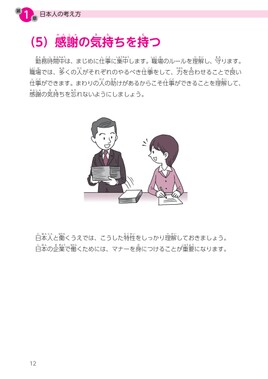 第1章 日本人の考え方
（5）感謝の気持ちを持つ
勤務時間中は、まじめに仕事に集中します。職場のルールを理解し、守ります。
職場では、多くの人がそれぞれのやるべき仕事をして、力を合わせることで良い
仕事ができます。まわりの人の助けがあるからこそ仕事ができることを理解して、
感謝の気持ちを忘れないようにしましょう。
日本人と働くうえでは、こうした特性をしっかり理解しておきましょう。
日本の企業で働くためには、マナーを身につけることが重要になります。
12